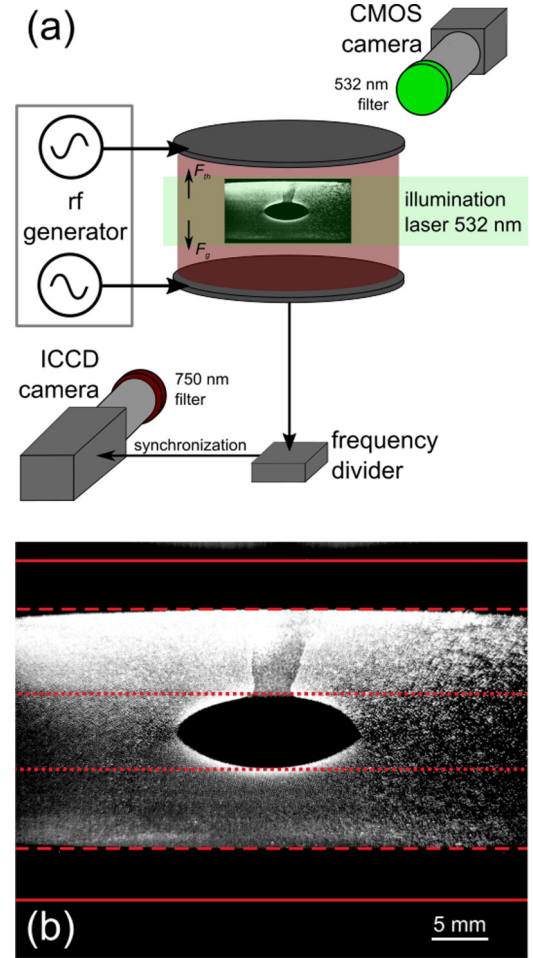 (a)
CMOS
camera
532 nm
filter
rf
generator
F_th
F_g
illumination
laser 532 nm
ICCD
camera
750 nm
filter
synchronization
frequency
divider
(b)
5 mm